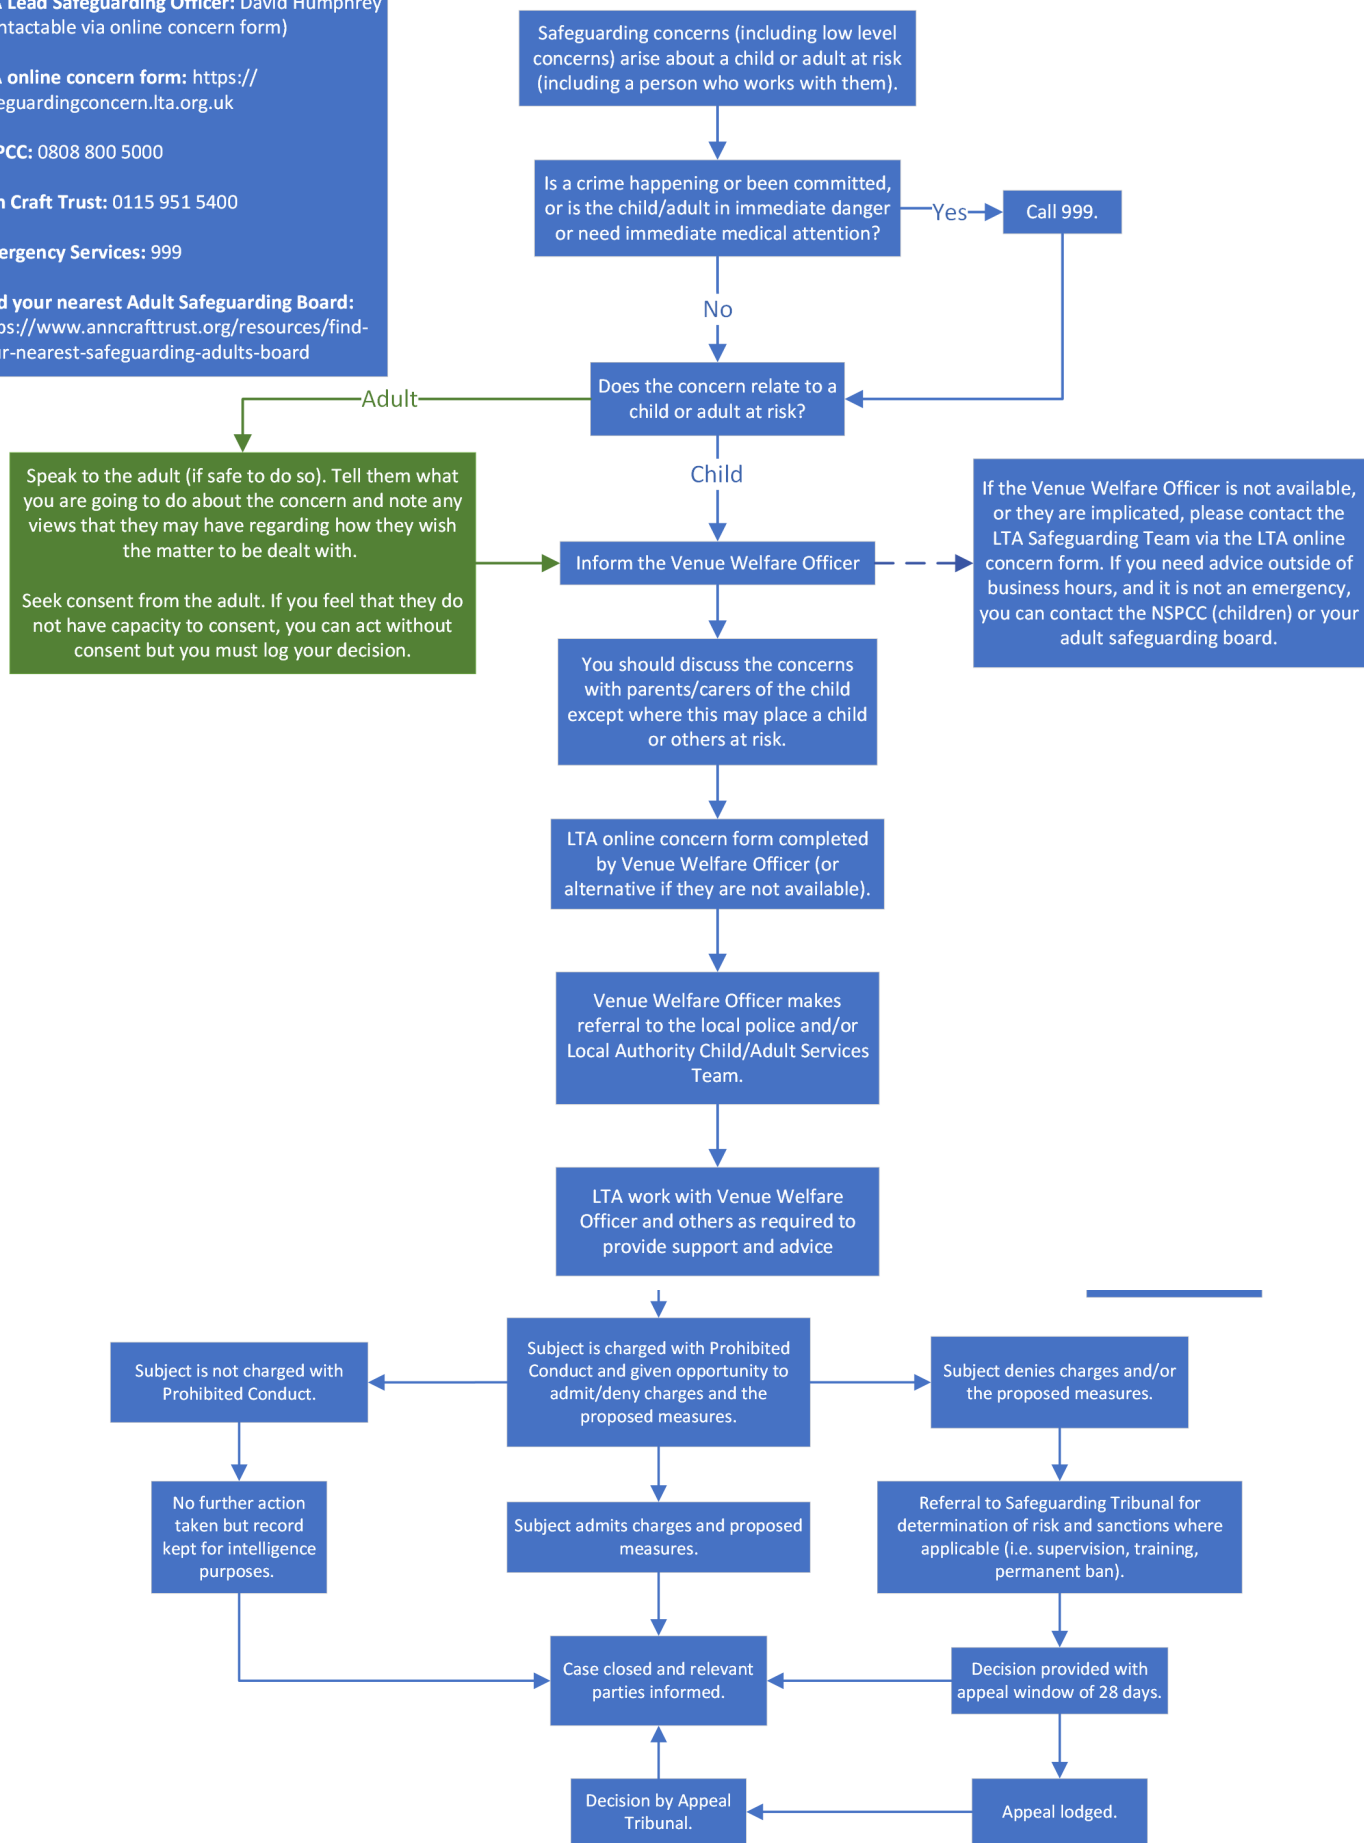 Lead Safeguarding Officer: David Humphrey
ntactable via online concern form)
online concern form: https://
eguardingconcern.lta.org.uk
PCC: 0808 800 5000
n Craft Trust: 0115 951 5400
ergency Services: 999
d your nearest Adult Safeguarding Board:
ps://www.anncrafttrust.org/resources/find-
r-nearest-safeguarding-adults-board
Safeguarding concerns (including low level
concerns) arise about a child or adult at risk
(including a person who works with them).
Is a crime happening or been committed,
or is the child/adult in immediate danger
or need immediate medical attention?
Yes
Call 999.
No
Does the concern relate to a
child or adult at risk?
Adult
Child
Speak to the adult (if safe to do so). Tell them what
you are going to do about the concern and note any
views that they may have regarding how they wish
the matter to be dealt with.
Seek consent from the adult. If you feel that they do
not have capacity to consent, you can act without
consent but you must log your decision.
Inform the Venue Welfare Officer
If the Venue Welfare Officer is not available,
or they are implicated, please contact the
LTA Safeguarding Team via the LTA online
concern form. If you need advice outside of
business hours, and it is not an emergency,
you can contact the NSPCC (children) or your
adult safeguarding board.
You should discuss the concerns
with parents/carers of the child
except where this may place a child
or others at risk.
LTA online concern form completed
by Venue Welfare Officer (or
alternative if they are not available).
Venue Welfare Officer makes
referral to the local police and/or
Local Authority Child/Adult Services
Team.
LTA work with Venue Welfare
Officer and others as required to
provide support and advice
Subject is not charged with
Prohibited Conduct.
Subject is charged with Prohibited
Conduct and given opportunity to
admit/deny charges and the
proposed measures.
Subject denies charges and/or
the proposed measures.
No further action
taken but record
kept for intelligence
purposes.
Subject admits charges and proposed
measures.
Referral to Safeguarding Tribunal for
determination of risk and sanctions where
applicable (i.e. supervision, training,
permanent ban).
Case closed and relevant
parties informed.
Decision provided with
appeal window of 28 days.
Decision by Appeal
Tribunal.
Appeal lodged.